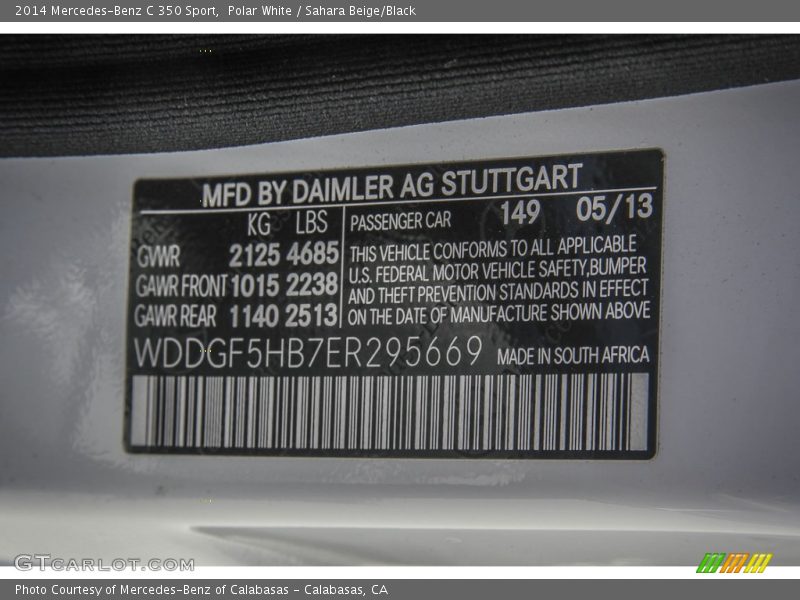 2014 Mercedes-Benz C 350 Sport, Polar White / Sahara Beige/Black
MFD BY DAIMLER AG STUTTGART
KG LBS
GWR 2125 4685
GAWR FRONT 1015 2238
GAWR REAR 1140 2513
PASSENGER CAR 149 05/13
THIS VEHICLE CONFORMS TO ALL APPLICABLE
U.S. FEDERAL MOTOR VEHICLE SAFETY,BUMPER
AND THEFT PREVENTION STANDARDS IN EFFECT
ON THE DATE OF MANUFACTURE SHOWN ABOVE
WDDGF5HB7ER295669 MADE IN SOUTH AFRICA
GTCARLOT.COM
Photo Courtesy of Mercedes-Benz of Calabasas - Calabasas, CA